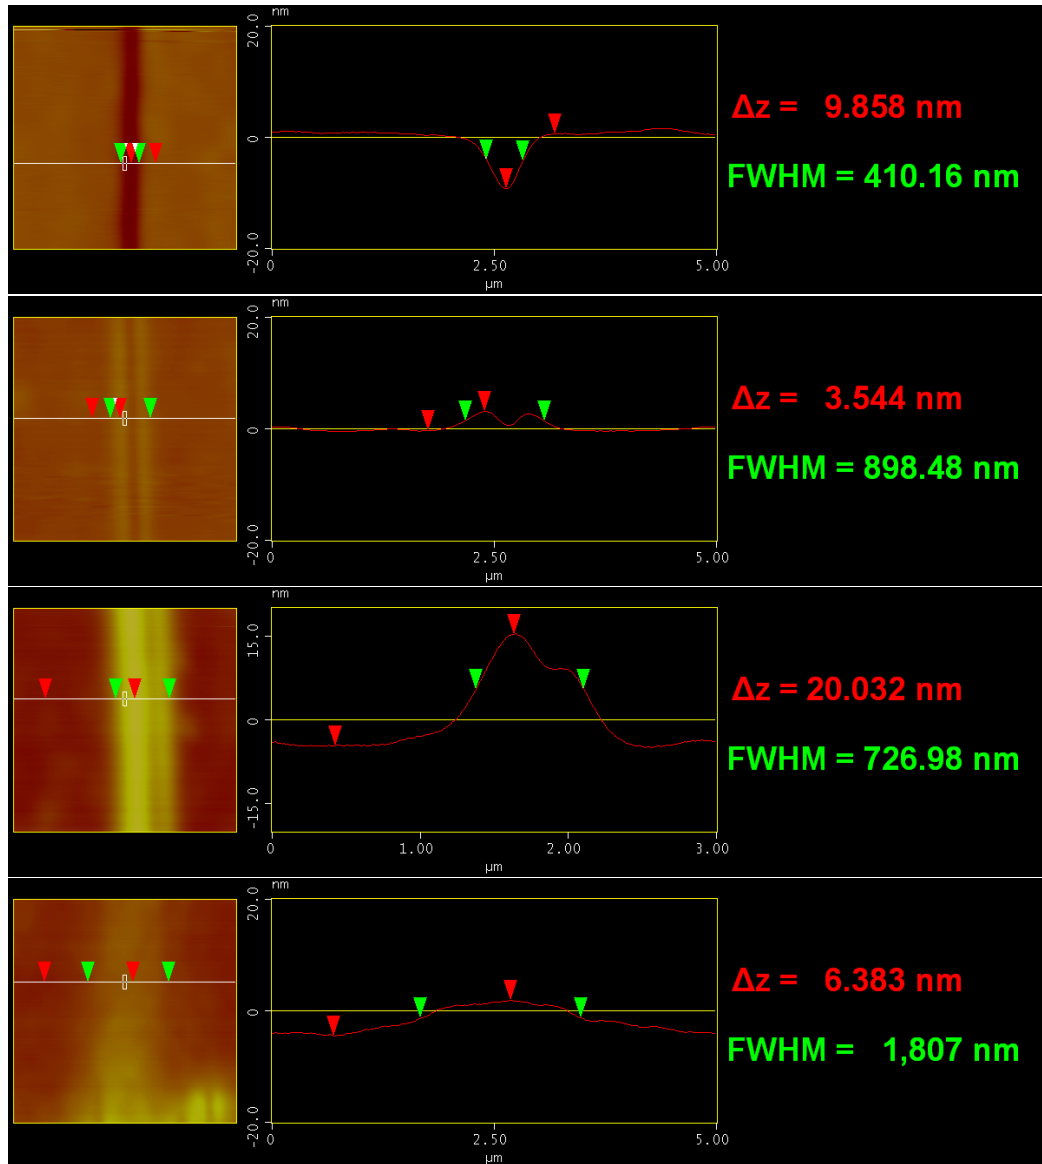 nm
20.0
0
-20.0
0
2.50
5.00
µm
Δz = 9.858 nm
FWHM = 410.16 nm
nm
20.0
0
-20.0
0
2.50
5.00
µm
Δz = 3.544 nm
FWHM = 898.48 nm
nm
15.0
0
-15.0
0
1.00
2.00
3.00
µm
Δz = 20.032 nm
FWHM = 726.98 nm
nm
20.0
0
-20.0
0
2.50
5.00
µm
Δz = 6.383 nm
FWHM = 1,807 nm